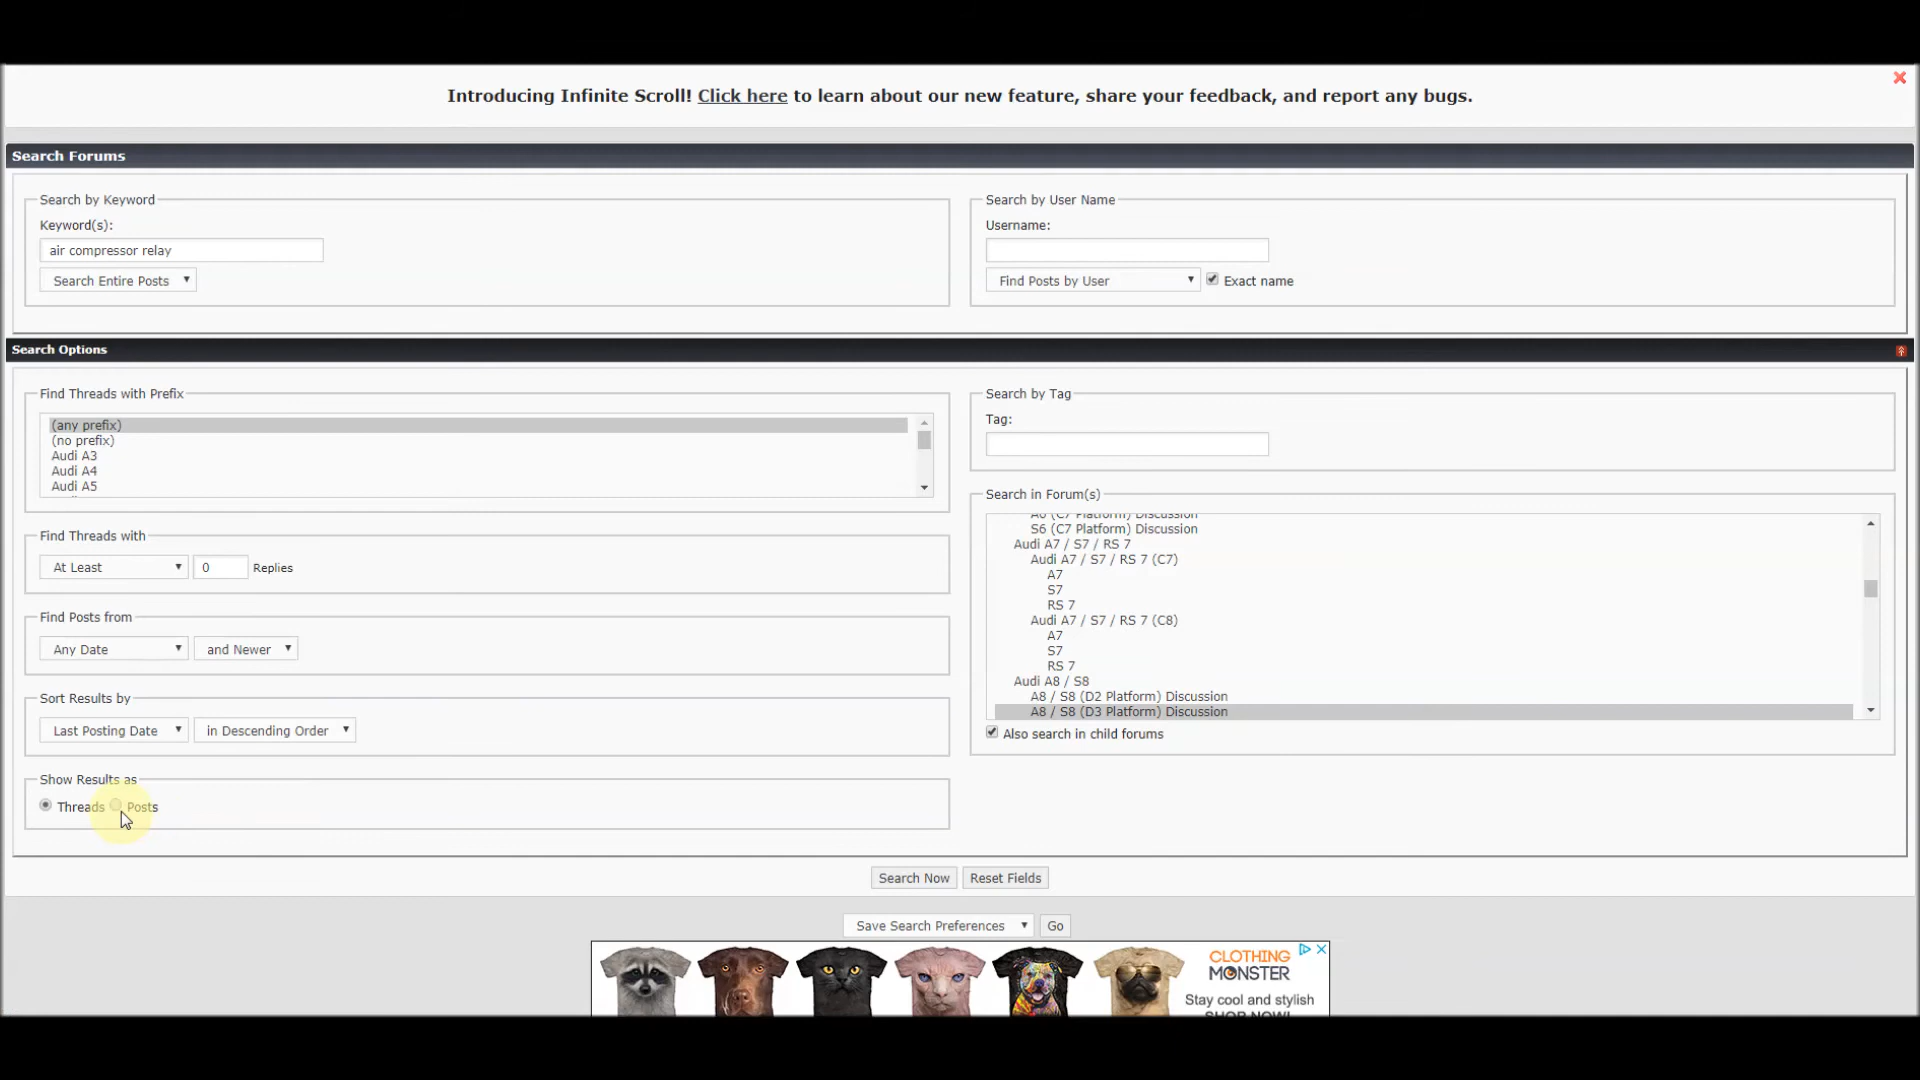 Introducing Infinite Scroll! Click here to learn about our new feature, share your feedback, and report any bugs.
Search Forums
Search by Keyword
Keyword(s):
air compressor relay
Search Entire Posts
Search by User Name
Username:
Find Posts by User
Exact name
Search Options
Find Threads with Prefix
(any prefix)
(no prefix)
Audi A3
Audi A4
Audi A5
Find Threads with
At Least 0 Replies
Find Posts from
Any Date and Newer
Sort Results by
Last Posting Date in Descending Order
Show Results as
Threads Posts
Search by Tag
Tag:
Search in Forum(s)
A6 (C7 Platform) Discussion
S6 (C7 Platform) Discussion
Audi A7 / S7 / RS 7
Audi A7 / S7 / RS 7 (C7)
A7
S7
RS 7
Audi A7 / S7 / RS 7 (C8)
A7
S7
RS 7
Audi A8 / S8
A8 / S8 (D2 Platform) Discussion
A8 / S8 (D3 Platform) Discussion
Also search in child forums
Search Now Reset Fields
Save Search Preferences Go
CLOTHING
MONSTER
Stay cool and stylish
SHOP NOW!